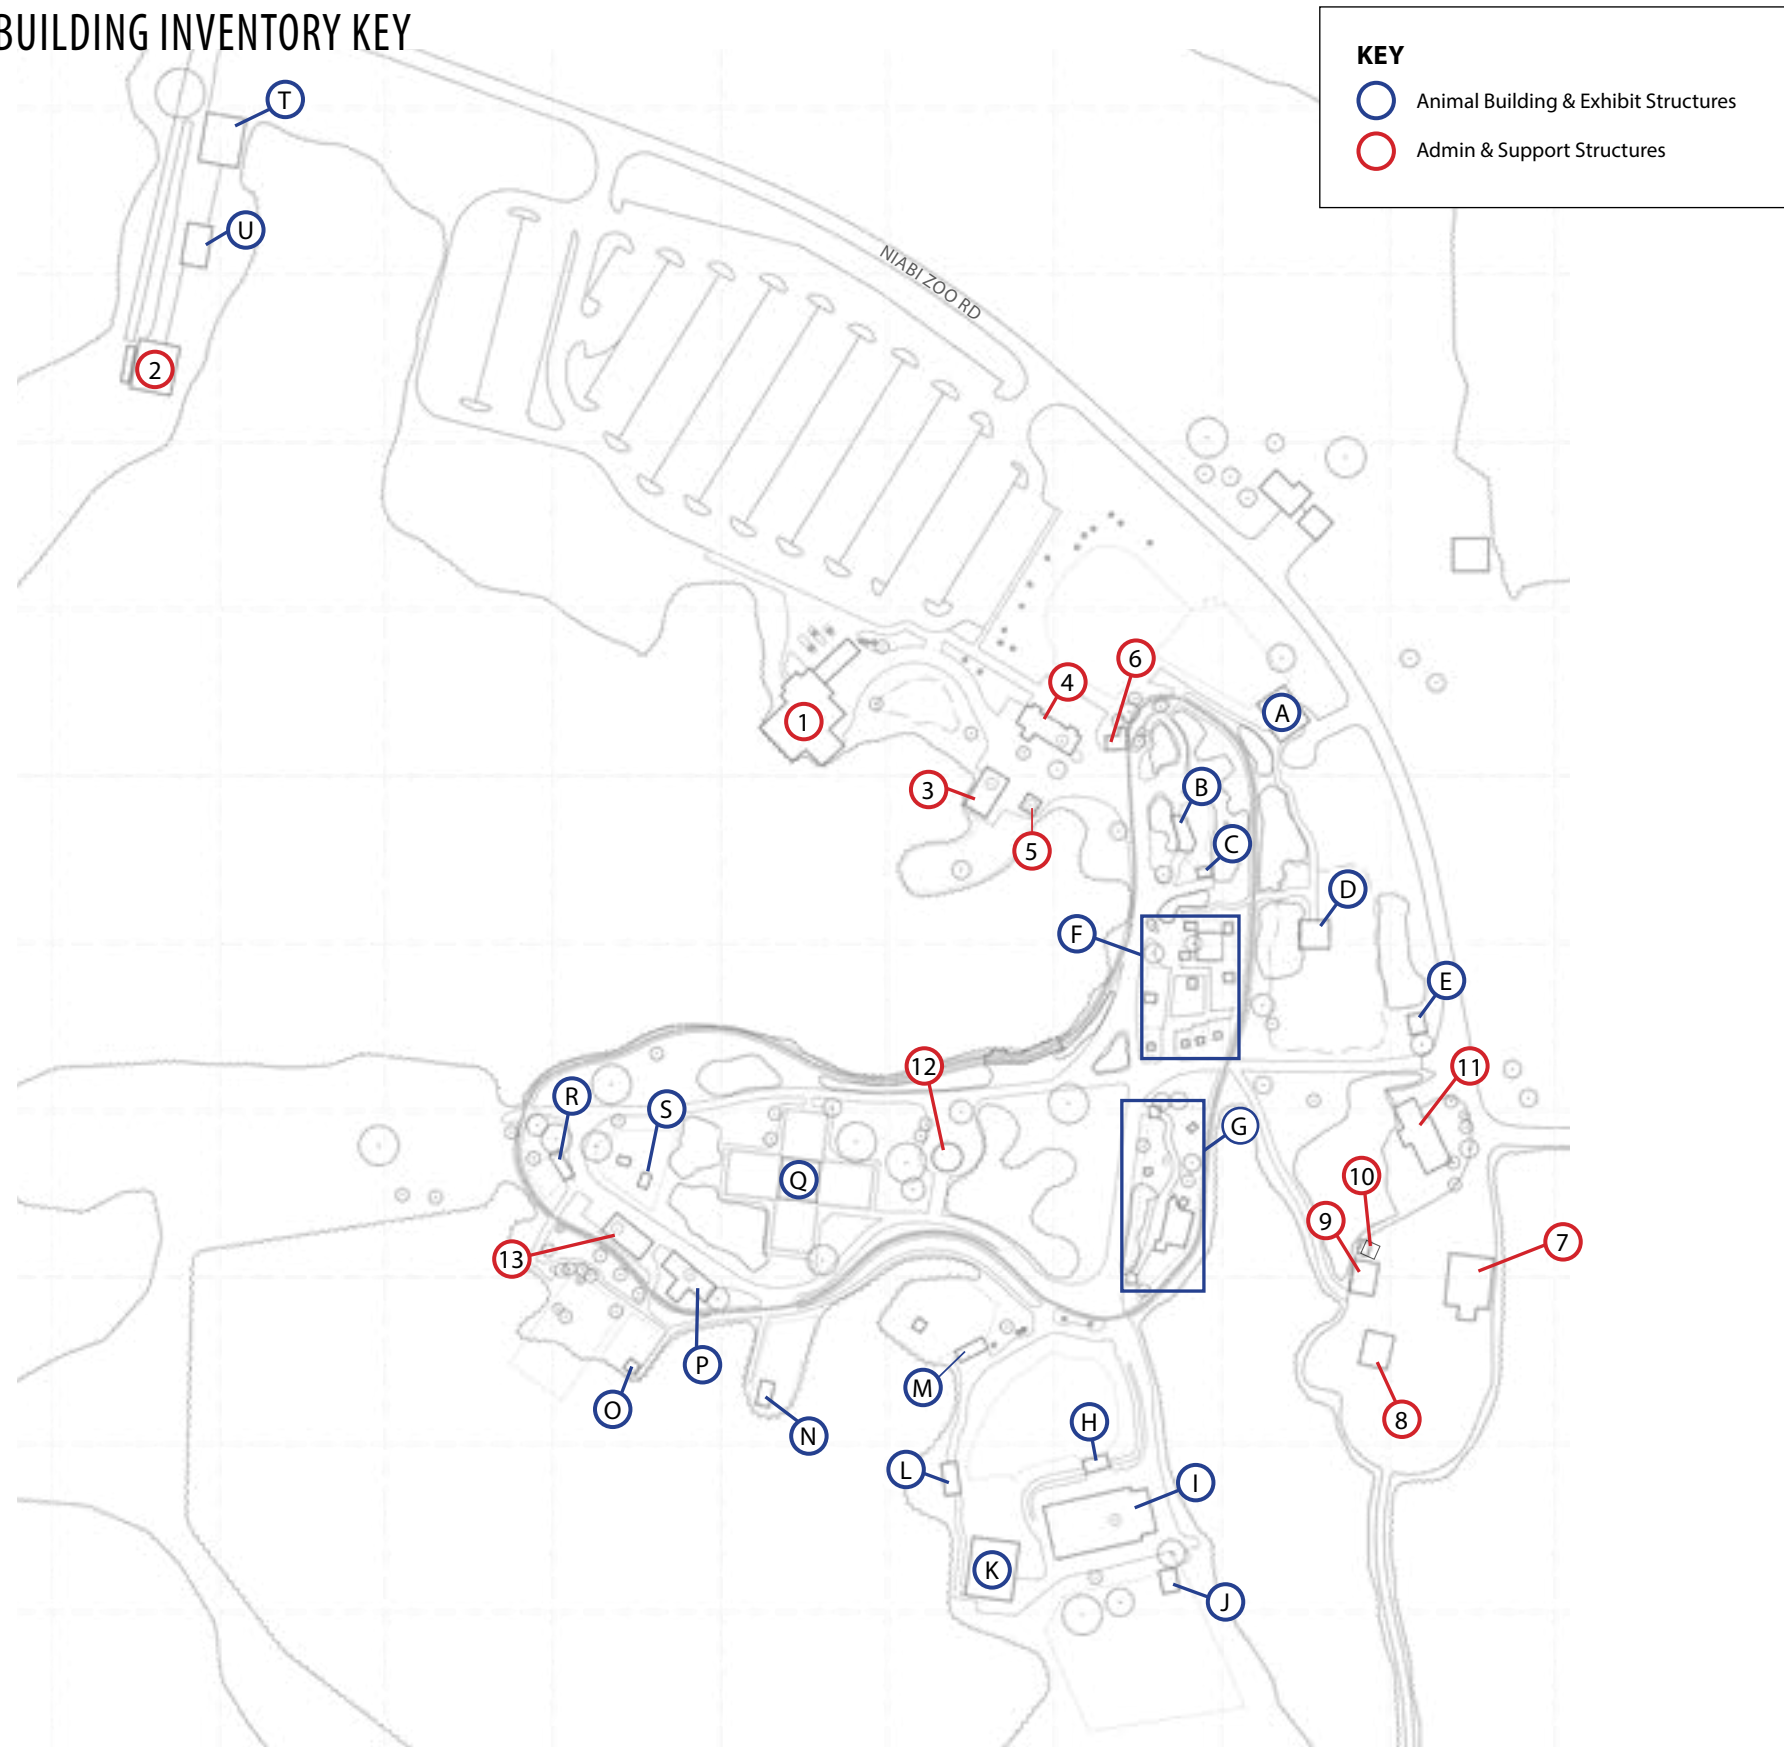 BUILDING INVENTORY KEY
KEY
Animal Building & Exhibit Structures
Admin & Support Structures
T
U
2
NIABI ZOO RD
6
4
A
1
B
3
5
C
D
F
E
12
11
R
S
G
Q
10
9
13
7
P
M
O
8
H
N
L
I
K
J